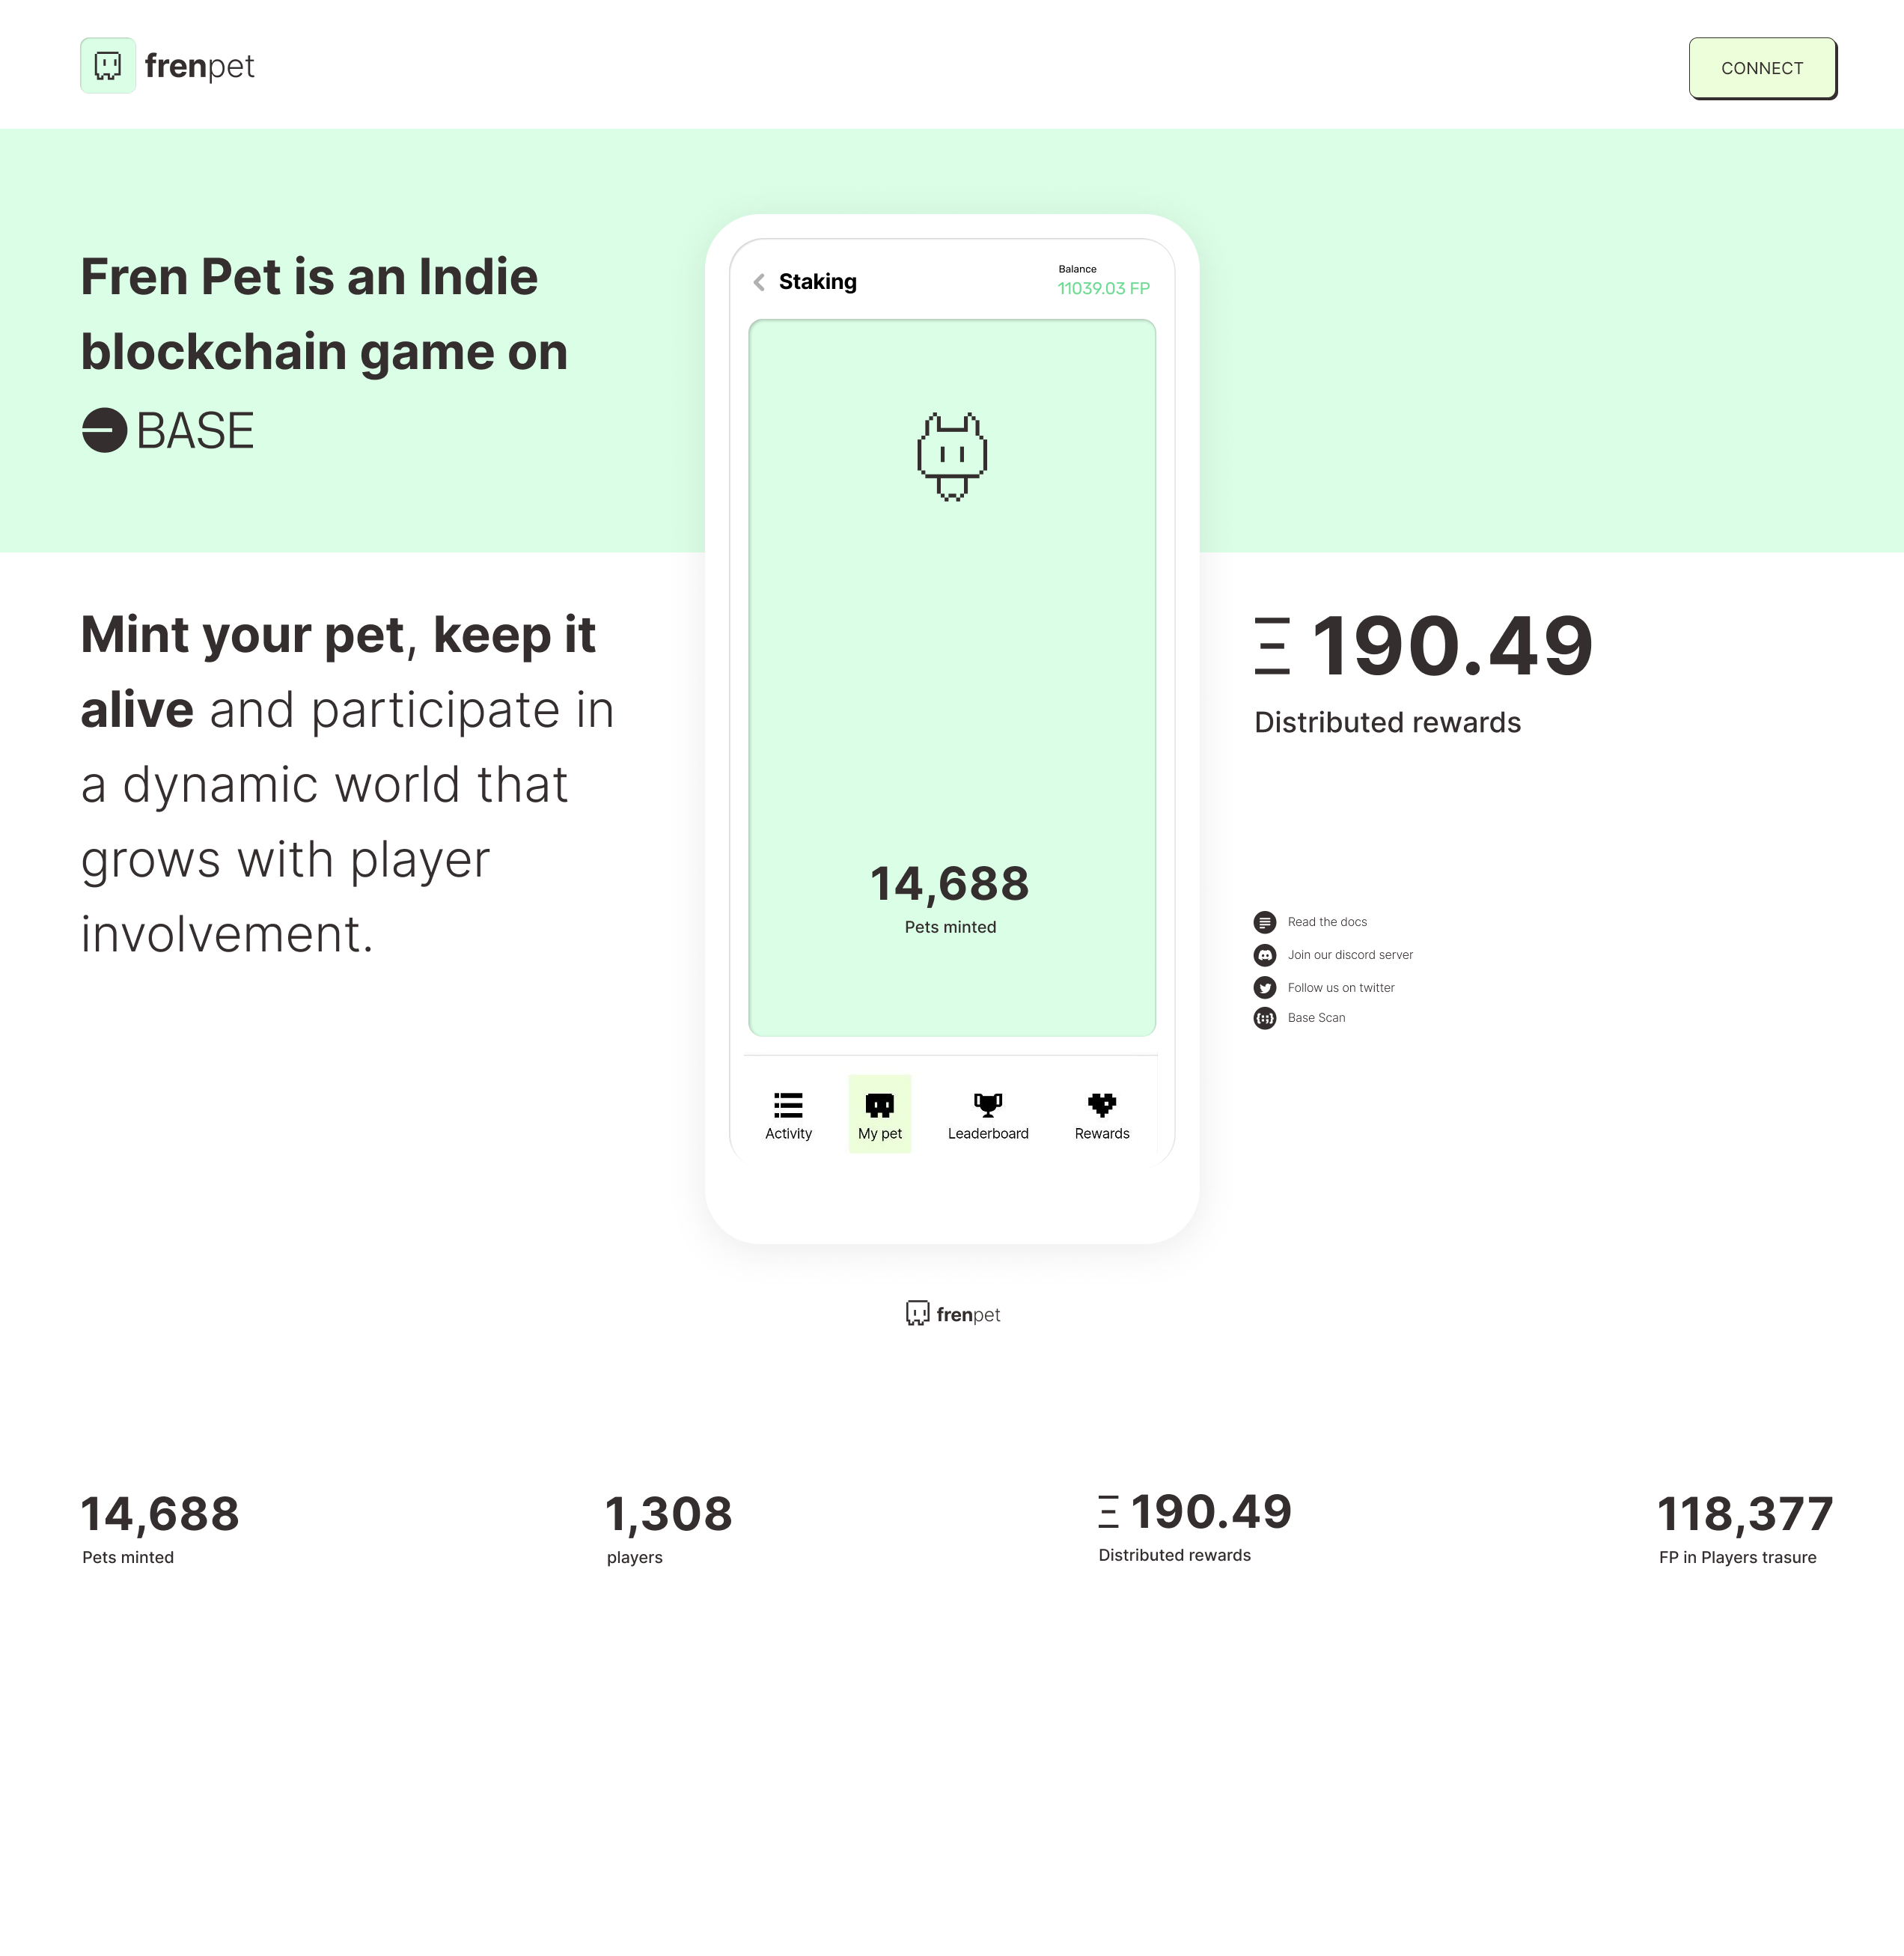 frenpet
CONNECT
Fren Pet is an Indie
blockchain game on
BASE
Mint your pet, keep it
alive and participate in
a dynamic world that
grows with player
involvement.
Staking
Balance
11039.03 FP
14,688
Pets minted
Activity
My pet
Leaderboard
Rewards
Ξ 190.49
Distributed rewards
Read the docs
Join our discord server
Follow us on twitter
Base Scan
frenpet
14,688
Pets minted
1,308
players
Ξ 190.49
Distributed rewards
118,377
FP in Players trasure